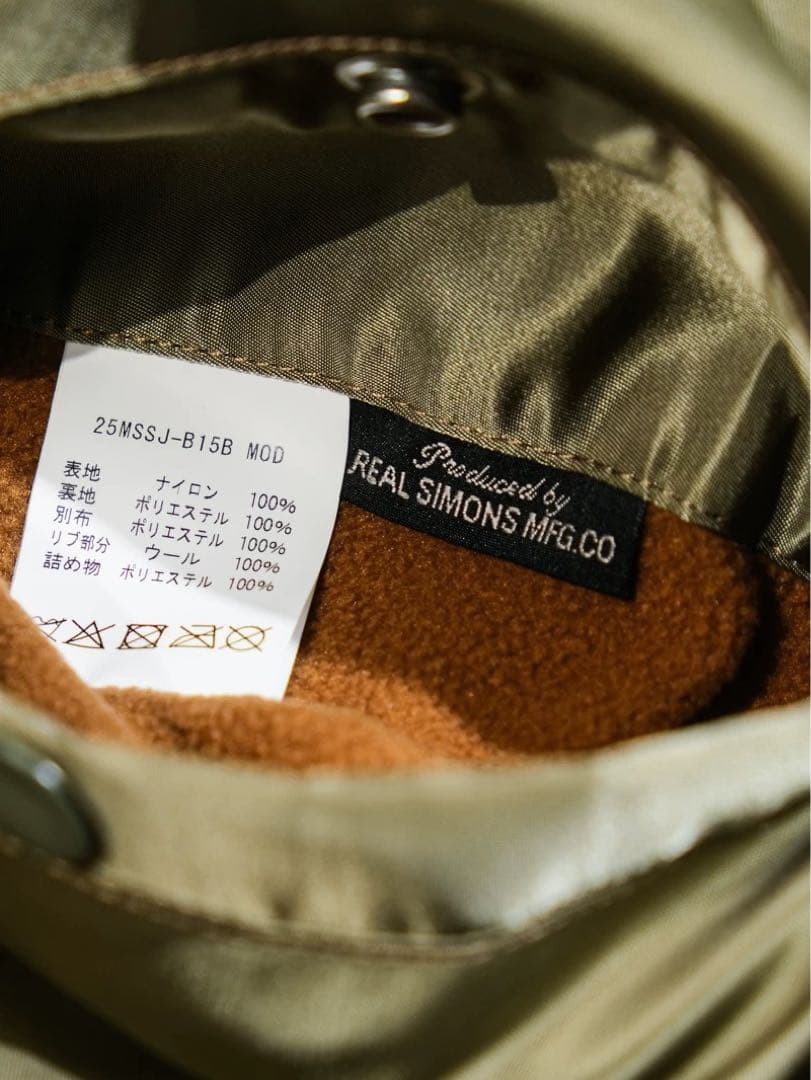 25MSSJ-B15B MOD
表地 ナイロン 100%
裏地 ポリエステル 100%
別布 ポリエステル 100%
リブ部分 ウール 100%
詰め物 ポリエステル 100%
Produced by
REAL SIMONS MFG.CO